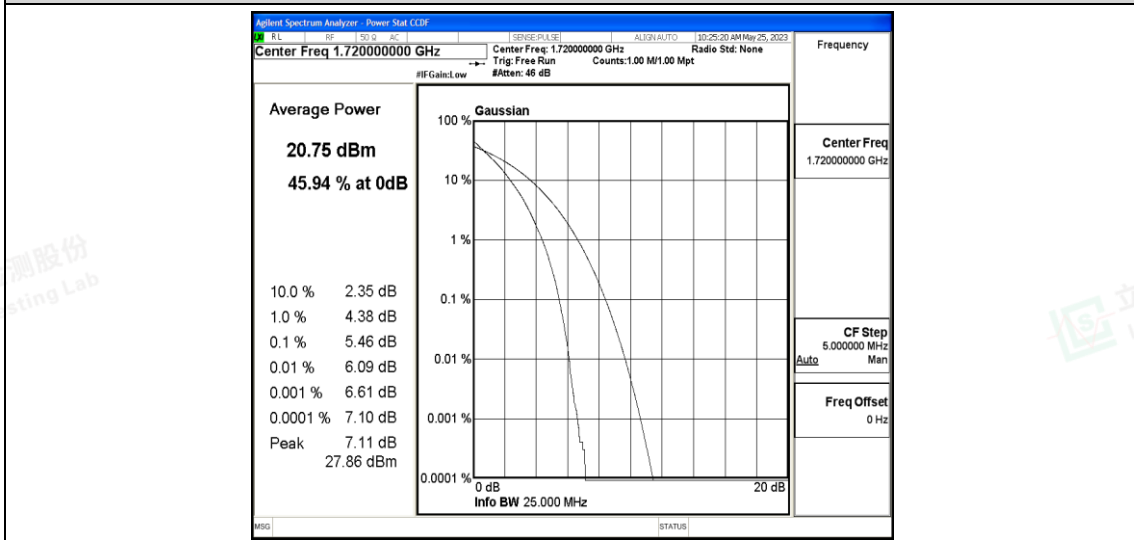 Agilent Spectrum Analyzer - Power Stat CCDF
LXI RL RF 50 Ω AC SENSE:PULSE ALIGN AUTO 10:25:20 AM May 25, 2023
Center Freq 1.720000000 GHz
Center Freq: 1.720000000 GHz Radio Std: None
Trig: Free Run Counts:1.00 M/1.00 Mpt
#IFGain:Low #Atten: 46 dB
Frequency
Average Power
20.75 dBm
45.94 % at 0dB
10.0 % 2.35 dB
1.0 % 4.38 dB
0.1 % 5.46 dB
0.01 % 6.09 dB
0.001 % 6.61 dB
0.0001 % 7.10 dB
Peak 7.11 dB
27.86 dBm
Gaussian
100 %
10 %
1 %
0.1 %
0.01 %
0.001 %
0.0001 %
0 dB 20 dB
Info BW 25.000 MHz
Center Freq
1.720000000 GHz
CF Step
5.000000 MHz
Auto Man
Freq Offset
0 Hz
MSG STATUS
测股份
sting Lab
立